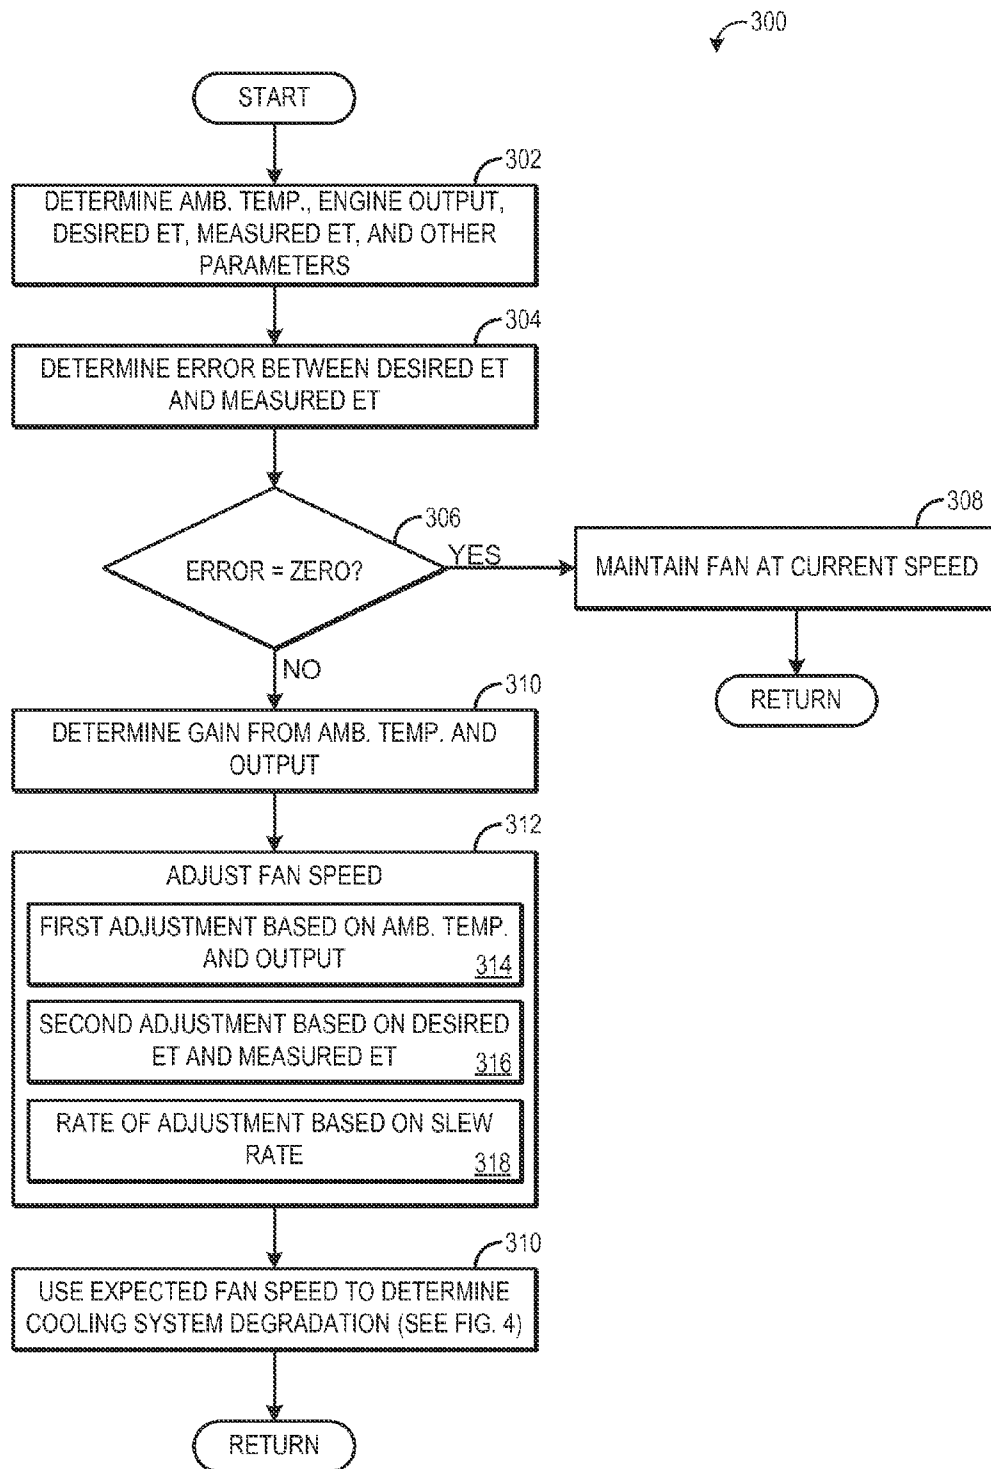 300
START
302
DETERMINE AMB. TEMP., ENGINE OUTPUT,
DESIRED ET, MEASURED ET, AND OTHER
PARAMETERS
304
DETERMINE ERROR BETWEEN DESIRED ET
AND MEASURED ET
306
ERROR = ZERO?
YES
308
MAINTAIN FAN AT CURRENT SPEED
RETURN
NO
310
DETERMINE GAIN FROM AMB. TEMP. AND
OUTPUT
312
ADJUST FAN SPEED
FIRST ADJUSTMENT BASED ON AMB. TEMP.
AND OUTPUT
314
SECOND ADJUSTMENT BASED ON DESIRED
ET AND MEASURED ET
316
RATE OF ADJUSTMENT BASED ON SLEW
RATE
318
310
USE EXPECTED FAN SPEED TO DETERMINE
COOLING SYSTEM DEGRADATION (SEE FIG. 4)
RETURN